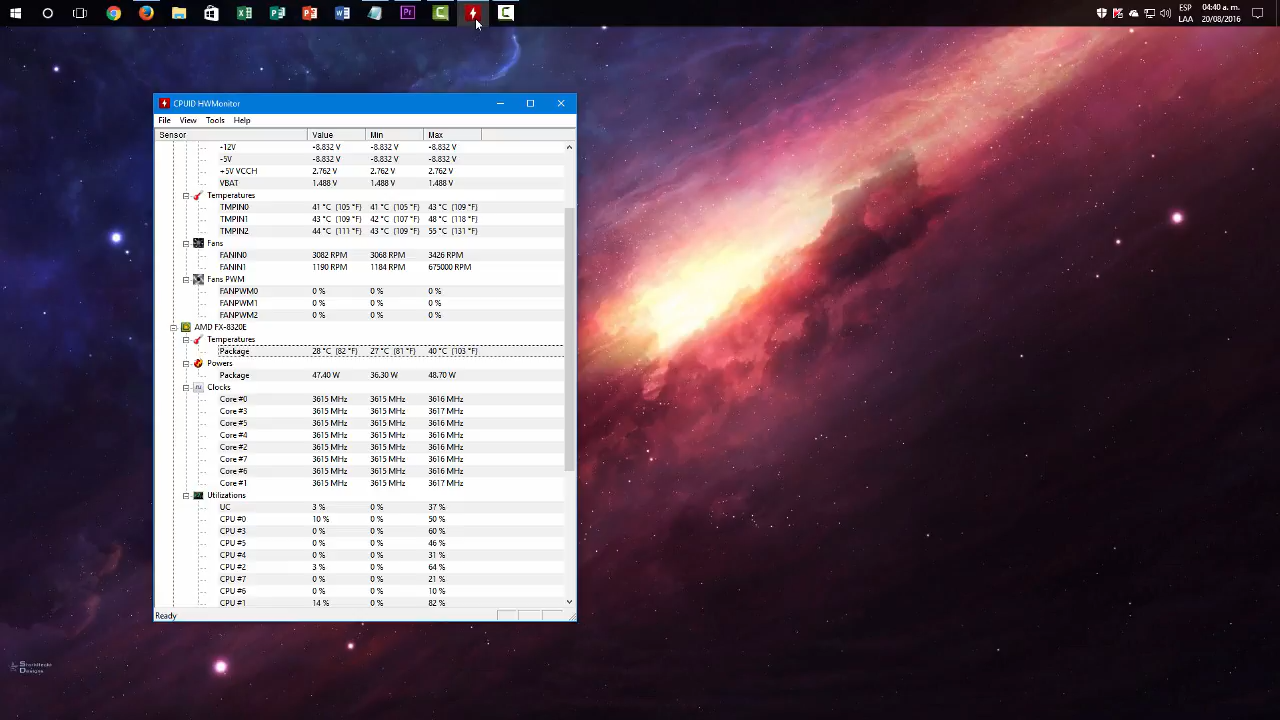 ESP 04:40 a. m.
LAA 20/08/2016
CPUID HWMonitor
File View Tools Help
Sensor Value Min Max
-12V -8.832 V -8.832 V -8.832 V
-5V -8.832 V -8.832 V -8.832 V
+5V VCCH 2.762 V 2.762 V 2.762 V
VBAT 1.488 V 1.488 V 1.488 V
Temperatures
TMPIN0 41 °C (105 °F) 41 °C (105 °F) 43 °C (109 °F)
TMPIN1 43 °C (109 °F) 42 °C (107 °F) 48 °C (118 °F)
TMPIN2 44 °C (111 °F) 43 °C (109 °F) 55 °C (131 °F)
Fans
FANIN0 3082 RPM 3068 RPM 3426 RPM
FANIN1 1190 RPM 1184 RPM 675000 RPM
Fans PWM
FANPWM0 0 % 0 % 0 %
FANPWM1 0 % 0 % 0 %
FANPWM2 0 % 0 % 0 %
AMD FX-8320E
Temperatures
Package 28 °C (82 °F) 27 °C (81 °F) 40 °C (103 °F)
Powers
Package 47.40 W 36.30 W 48.70 W
Clocks
Core #0 3615 MHz 3615 MHz 3616 MHz
Core #3 3615 MHz 3615 MHz 3617 MHz
Core #5 3615 MHz 3615 MHz 3616 MHz
Core #4 3615 MHz 3615 MHz 3616 MHz
Core #2 3615 MHz 3615 MHz 3616 MHz
Core #7 3615 MHz 3615 MHz 3616 MHz
Core #6 3615 MHz 3615 MHz 3616 MHz
Core #1 3615 MHz 3615 MHz 3617 MHz
Utilizations
UC 3 % 0 % 37 %
CPU #0 10 % 0 % 50 %
CPU #3 0 % 0 % 60 %
CPU #5 0 % 0 % 46 %
CPU #4 0 % 0 % 31 %
CPU #2 3 % 0 % 64 %
CPU #7 0 % 0 % 21 %
CPU #6 0 % 0 % 10 %
CPU #1 14 % 0 % 82 %
Ready
Designs